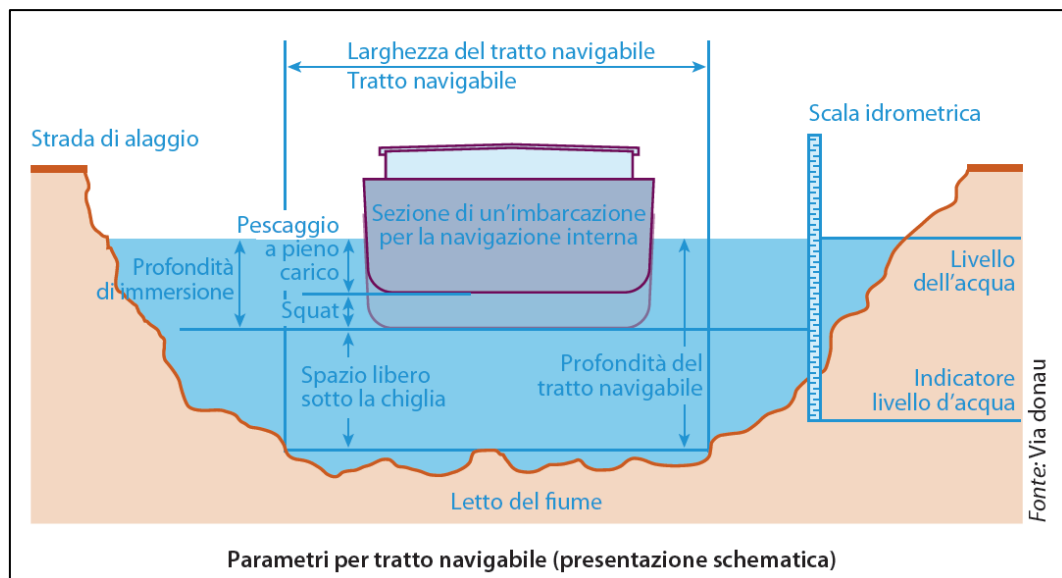 Larghezza del tratto navigabile
Tratto navigabile
Scala idrometrica
Strada di alaggio
Sezione di un'imbarcazione
per la navigazione interna
Pescaggio
a pieno
carico
Profondità
di immersione
Livello
dell'acqua
Squat
Spazio libero
sotto la chiglia
Profondità del
tratto navigabile
Indicatore
livello d'acqua
Letto del fiume
Fonte: Via donau
Parametri per tratto navigabile (presentazione schematica)